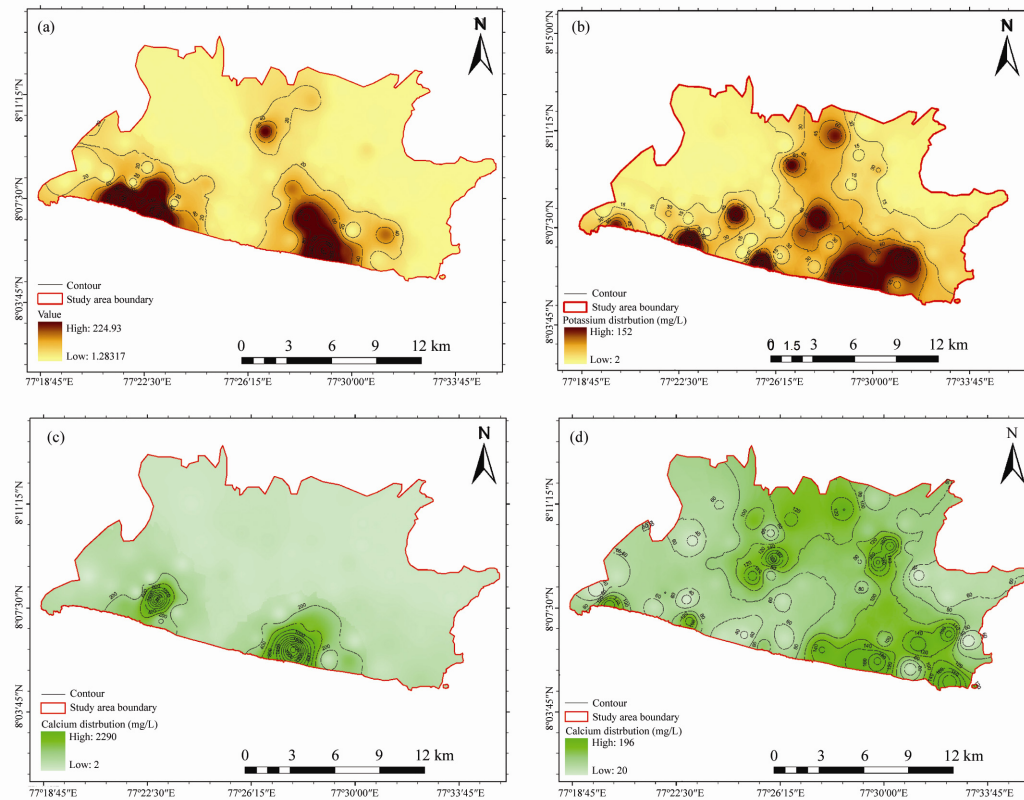 (a)
N
8°11′15″N
8°07′30″N
8°03′45″N
Contour
Study area boundary
Value
High: 224.93
Low: 1.28317
0 3 6 9 12 km
77°18′45″E 77°22′30″E 77°26′15″E 77°30′00″E 77°33′45″E
(b)
N
8°15′00″N
8°11′15″N
8°07′30″N
8°03′45″N
Contour
Study area boundary
Potassium distrbution (mg/L)
High: 152
Low: 2
0 1.5 3 6 9 12 km
77°18′45″E 77°22′30″E 77°26′15″E 77°30′00″E 77°33′45″E
(c)
N
8°11′15″N
8°07′30″N
8°03′45″N
Contour
Study area boundary
Calcium distrbution (mg/L)
High: 2290
Low: 2
0 3 6 9 12 km
77°18′45″E 77°22′30″E 77°26′15″E 77°30′00″E 77°33′45″E
(d)
N
8°11′15″N
8°07′30″N
8°03′45″N
Contour
Study area boundary
Calcium distrbution (mg/L)
High: 196
Low: 20
0 3 6 9 12 km
77°18′45″E 77°22′30″E 77°26′15″E 77°30′00″E 77°33′45″E